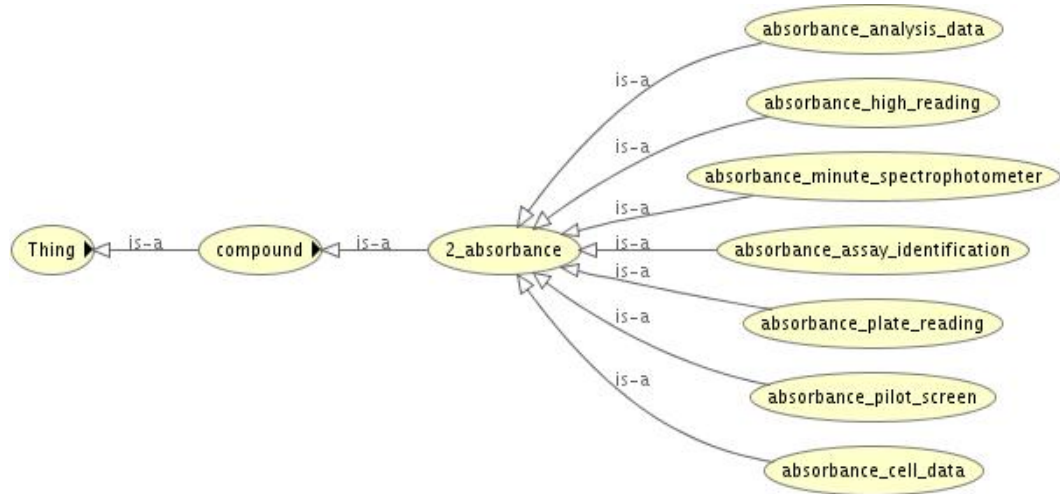 absorbance_analysis_data
is-a
absorbance_high_reading
is-a
absorbance_minute_spectrophotometer
is-a
Thing
is-a
compound
is-a
2_absorbance
is-a
absorbance_assay_identification
is-a
absorbance_plate_reading
is-a
absorbance_pilot_screen
is-a
absorbance_cell_data